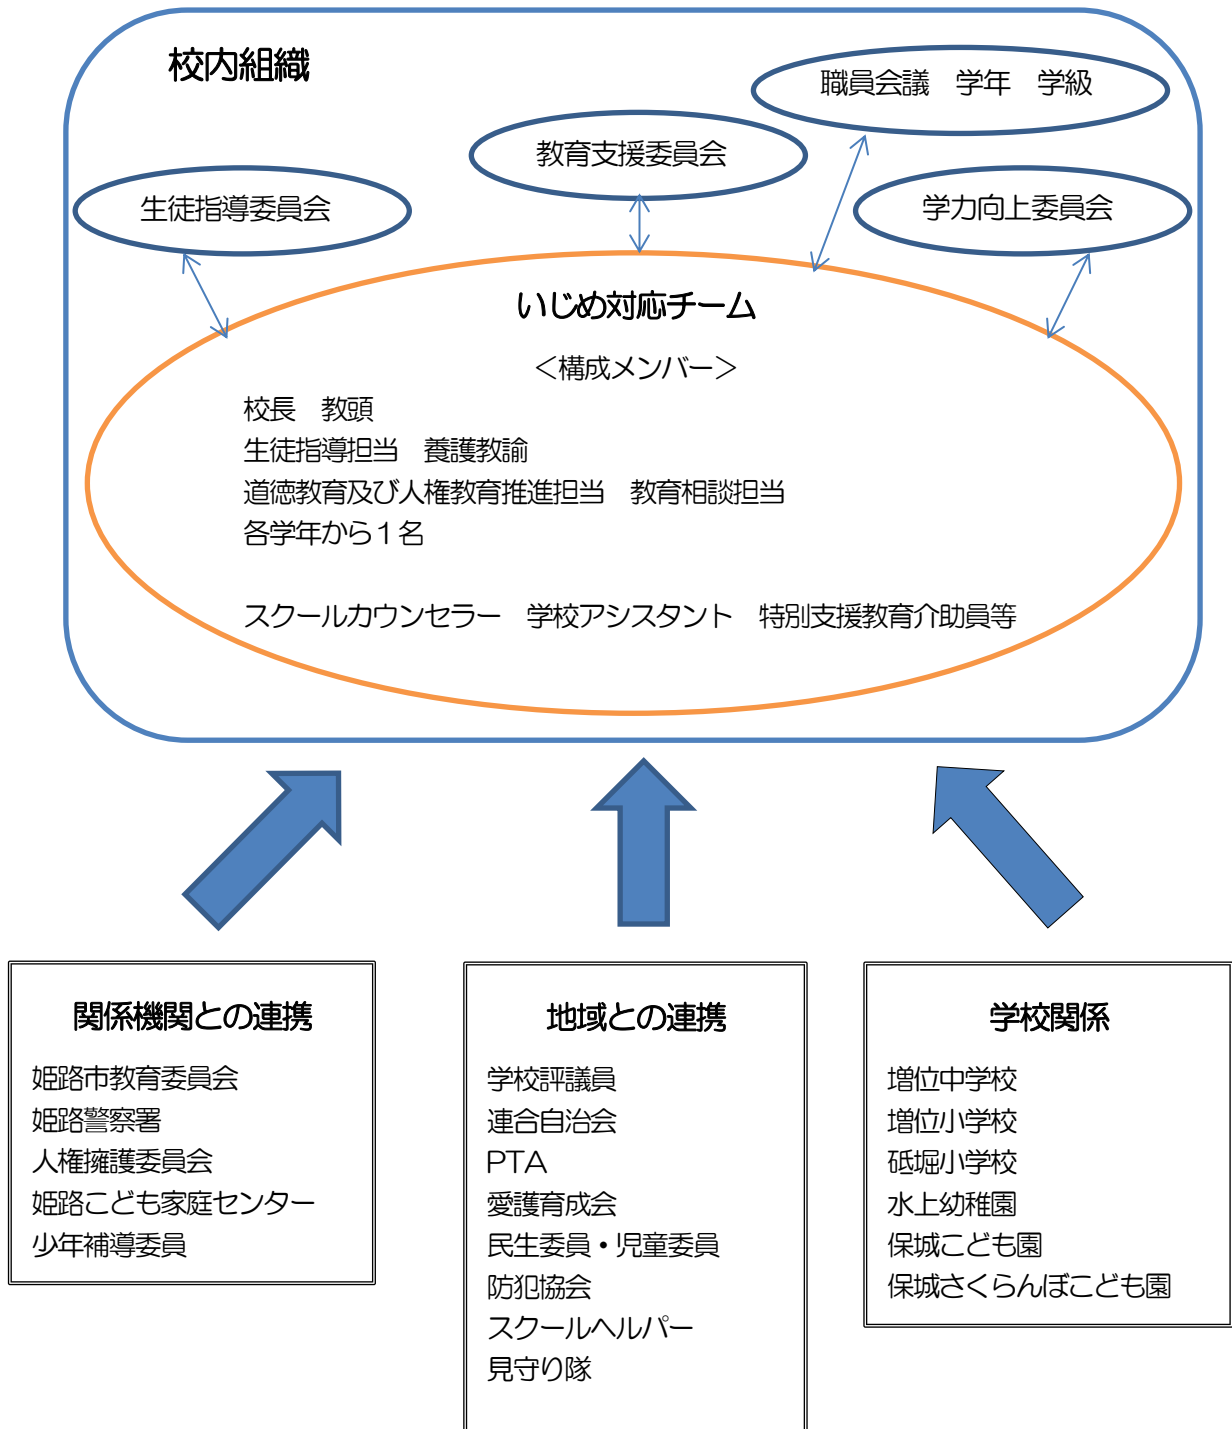 校内組織
職員会議　学年　学級
教育支援委員会
生徒指導委員会
学力向上委員会
いじめ対応チーム
＜構成メンバー＞
校長　教頭
生徒指導担当　養護教諭
道徳教育及び人権教育推進担当　教育相談担当
各学年から１名
スクールカウンセラー　学校アシスタント　特別支援教育介助員等
関係機関との連携
姫路市教育委員会
姫路警察署
人権擁護委員会
姫路こども家庭センター
少年補導委員
地域との連携
学校評議員
連合自治会
PTA
愛護育成会
民生委員・児童委員
防犯協会
スクールヘルパー
見守り隊
学校関係
増位中学校
増位小学校
砥堀小学校
水上幼稚園
保城こども園
保城さくらんぼこども園